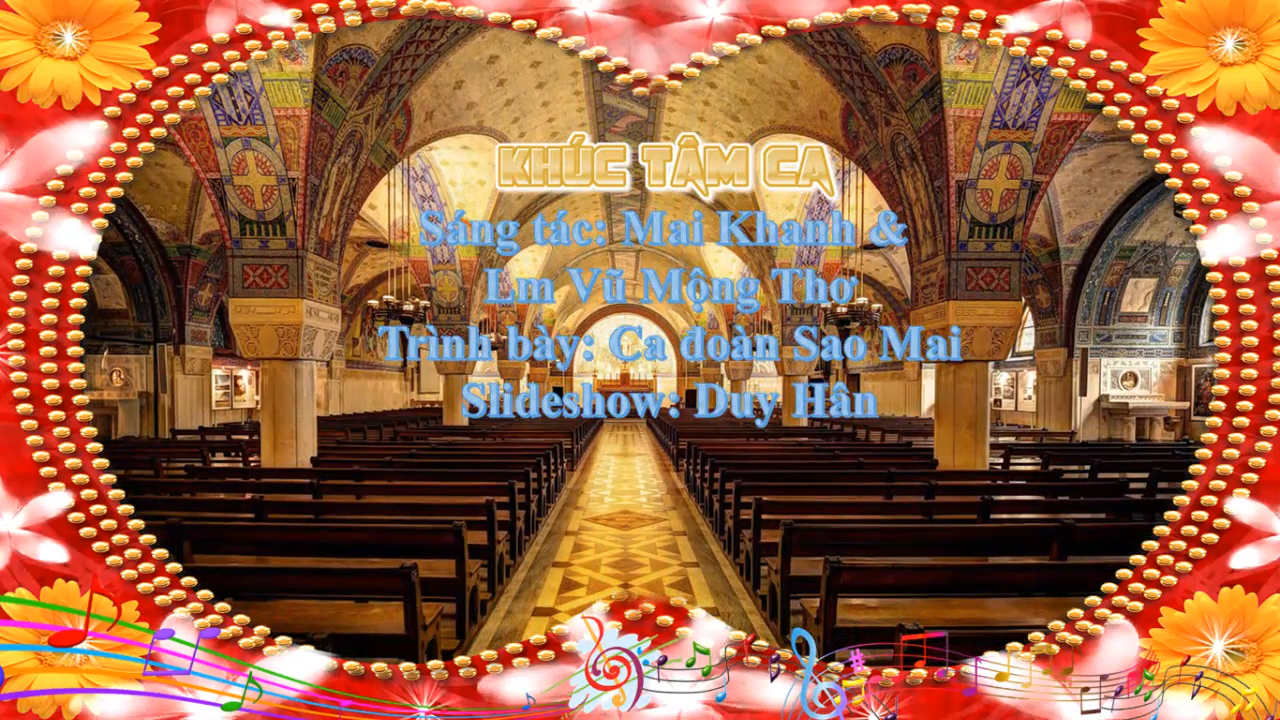 KHÚC TÂM CA
Sáng tác: Mai Khanh &
Lm Vũ Mộng Thơ
Trình bày: Ca đoàn Sao Mai
Slideshow: Duy Hân